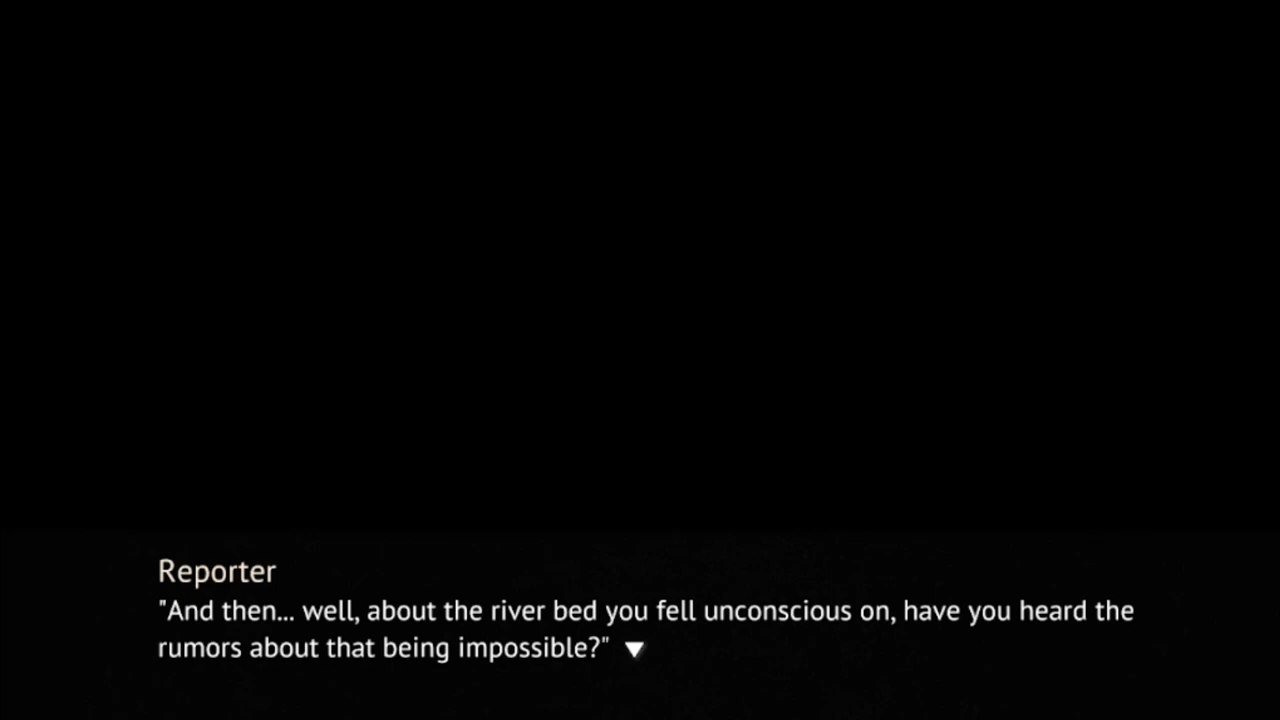 Reporter
"And then... well, about the river bed you fell unconscious on, have you heard the
rumors about that being impossible?" ▼